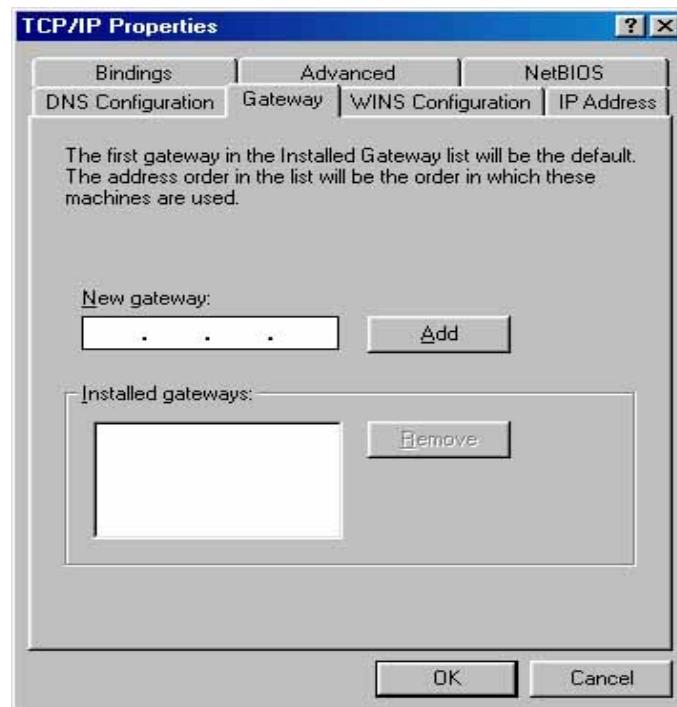 TCP/IP Properties
? ×
Bindings Advanced NetBIOS
DNS Configuration Gateway WINS Configuration IP Address
The first gateway in the Installed Gateway list will be the default.
The address order in the list will be the order in which these
machines are used.
New gateway:
. . .
Add
Installed gateways:
Remove
OK Cancel